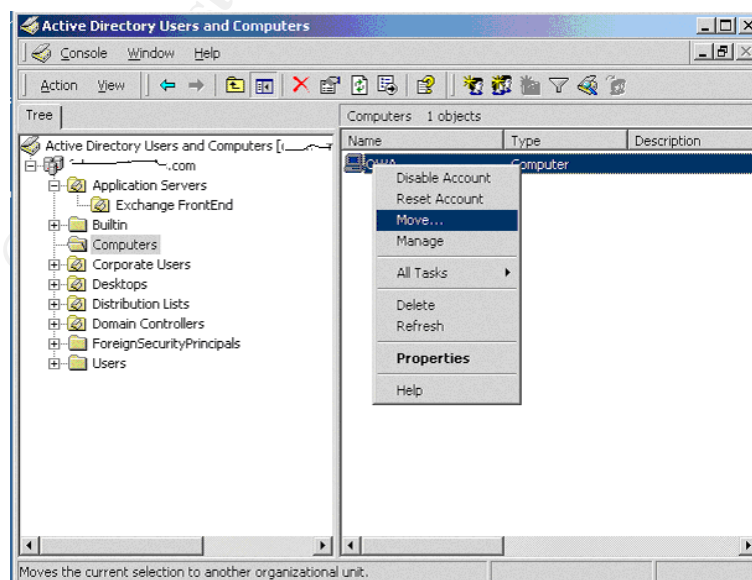 Active Directory Users and Computers
Console Window Help
Action View
Tree
Computers 1 objects
Active Directory Users and Computers [
.com
Application Servers
Exchange FrontEnd
Builtin
Computers
Corporate Users
Desktops
Distribution Lists
Domain Controllers
ForeignSecurityPrincipals
Users
Name Type Description
OWA Computer
Disable Account
Reset Account
Move...
Manage
All Tasks
Delete
Refresh
Properties
Help
Moves the current selection to another organizational unit.